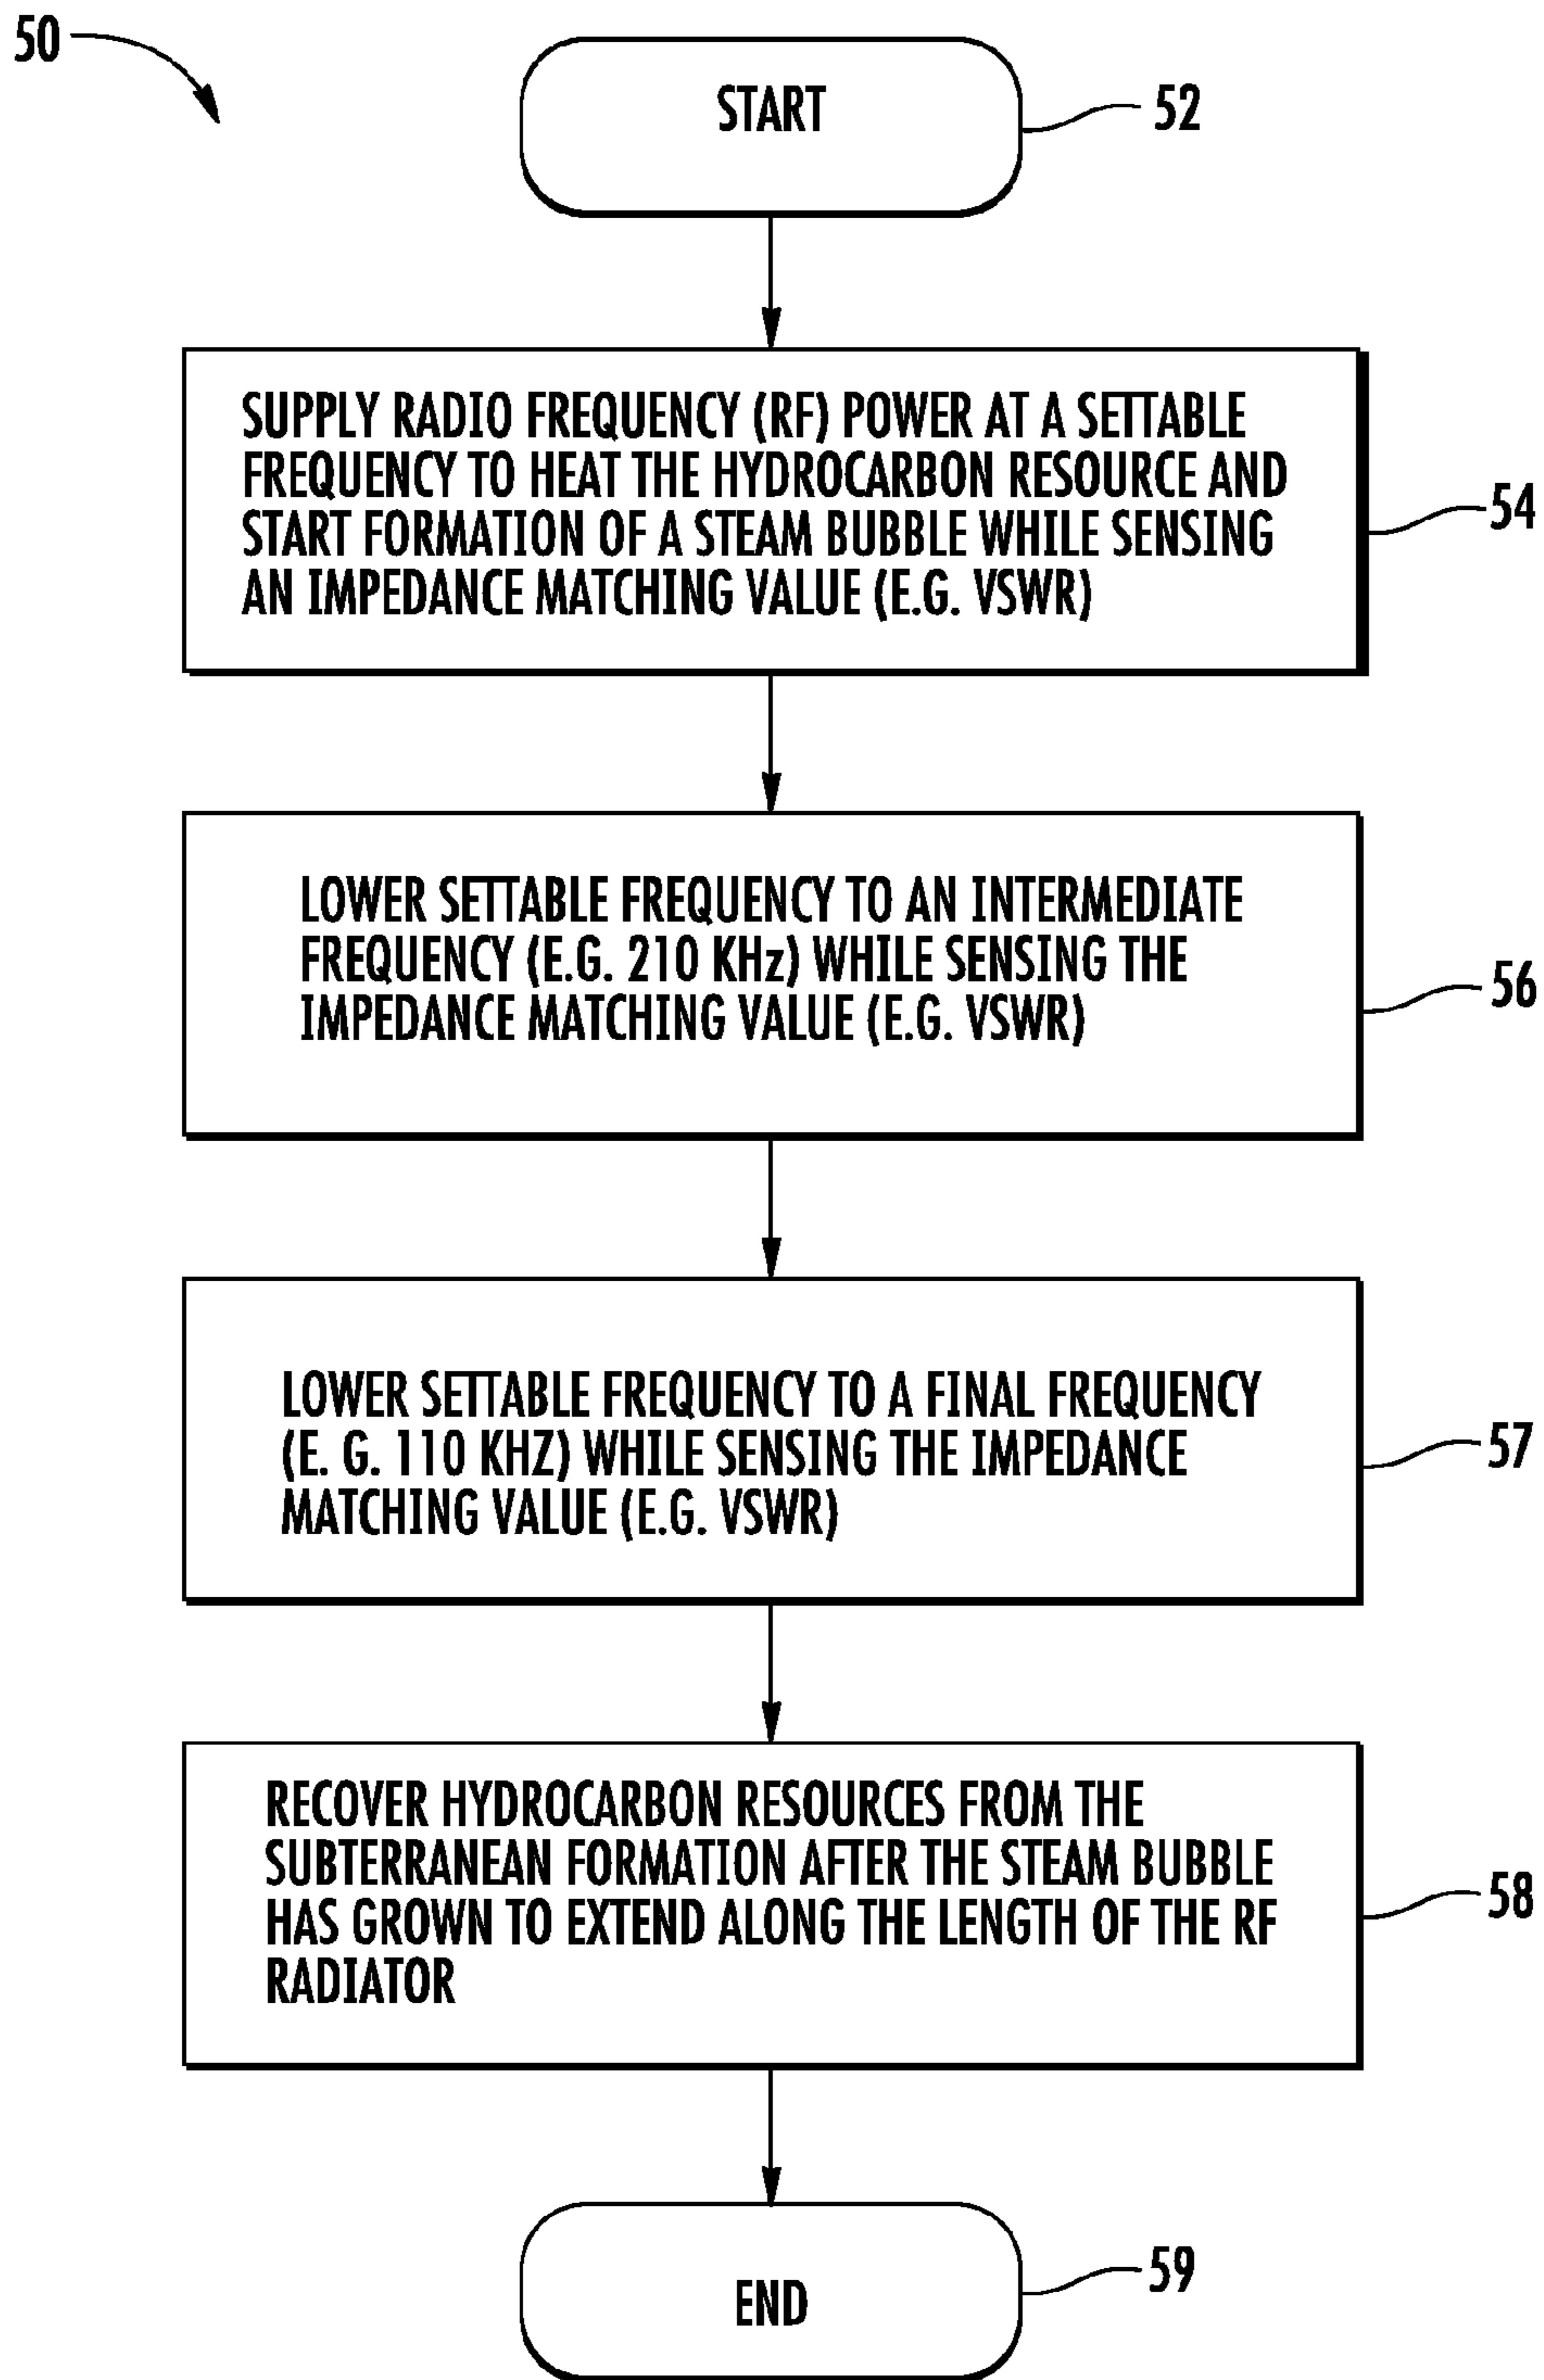 50
START
52
SUPPLY RADIO FREQUENCY (RF) POWER AT A SETTABLE
FREQUENCY TO HEAT THE HYDROCARBON RESOURCE AND
START FORMATION OF A STEAM BUBBLE WHILE SENSING
AN IMPEDANCE MATCHING VALUE (E.G. VSWR)
54
LOWER SETTABLE FREQUENCY TO AN INTERMEDIATE
FREQUENCY (E.G. 210 KHz) WHILE SENSING THE
IMPEDANCE MATCHING VALUE (E.G. VSWR)
56
LOWER SETTABLE FREQUENCY TO A FINAL FREQUENCY
(E. G. 110 KHZ) WHILE SENSING THE IMPEDANCE
MATCHING VALUE (E.G. VSWR)
57
RECOVER HYDROCARBON RESOURCES FROM THE
SUBTERRANEAN FORMATION AFTER THE STEAM BUBBLE
HAS GROWN TO EXTEND ALONG THE LENGTH OF THE RF
RADIATOR
58
END
59